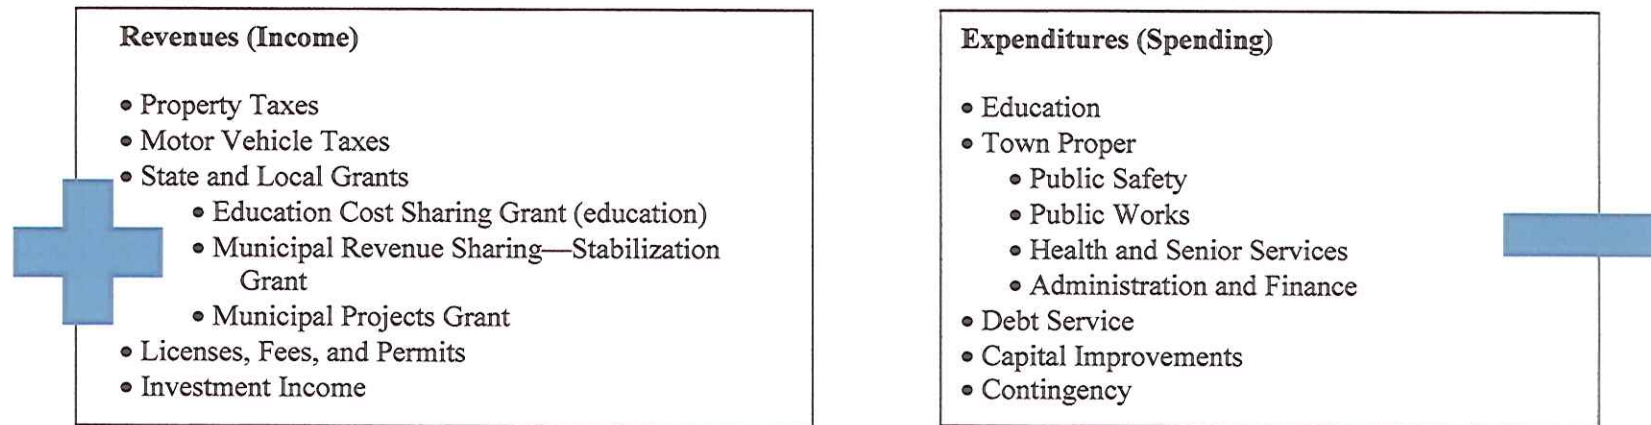 Revenues (Income)
• Property Taxes
• Motor Vehicle Taxes
• State and Local Grants
• Education Cost Sharing Grant (education)
• Municipal Revenue Sharing—Stabilization
Grant
• Municipal Projects Grant
• Licenses, Fees, and Permits
• Investment Income
Expenditures (Spending)
• Education
• Town Proper
• Public Safety
• Public Works
• Health and Senior Services
• Administration and Finance
• Debt Service
• Capital Improvements
• Contingency